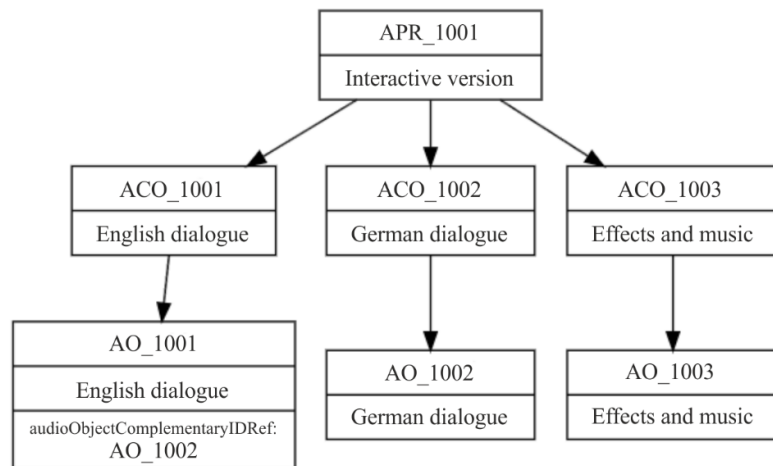 APR_1001
Interactive version
ACO_1001
English dialogue
ACO_1002
German dialogue
ACO_1003
Effects and music
AO_1001
English dialogue
audioObjectComplementaryIDRef:
AO_1002
AO_1002
German dialogue
AO_1003
Effects and music